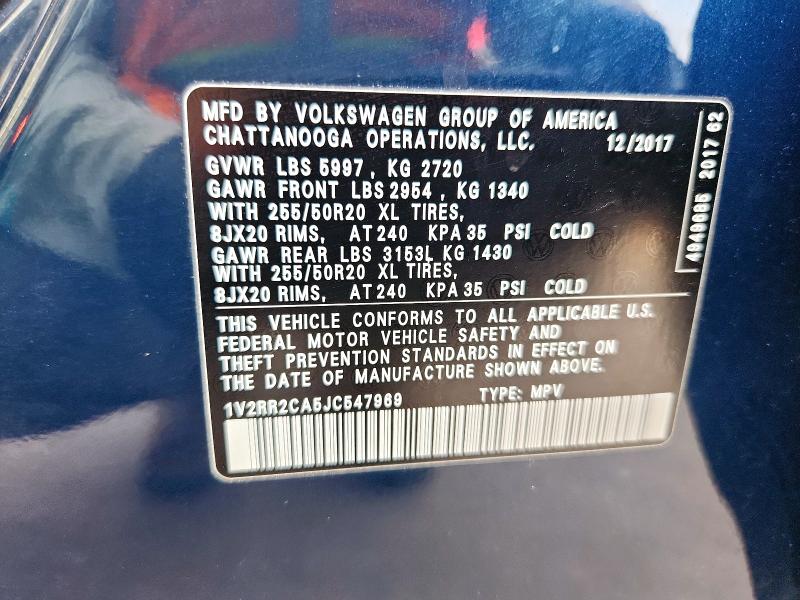 MFD BY VOLKSWAGEN GROUP OF AMERICA
CHATTANOOGA OPERATIONS, LLC. 12/2017
GVWR LBS 5997 , KG 2720
GAWR FRONT LBS 2954 , KG 1340
WITH 255/50R20 XL TIRES,
8JX20 RIMS, AT 240 KPA 35 PSI COLD
GAWR REAR LBS 3153L KG 1430
WITH 255/50R20 XL TIRES,
8JX20 RIMS, AT 240 KPA 35 PSI COLD
THIS VEHICLE CONFORMS TO ALL APPLICABLE U.S.
FEDERAL MOTOR VEHICLE SAFETY AND
THEFT PREVENTION STANDARDS IN EFFECT ON
THE DATE OF MANUFACTURE SHOWN ABOVE.
1V2RR2CA5JC547969 TYPE: MPV
4949685 2017 62